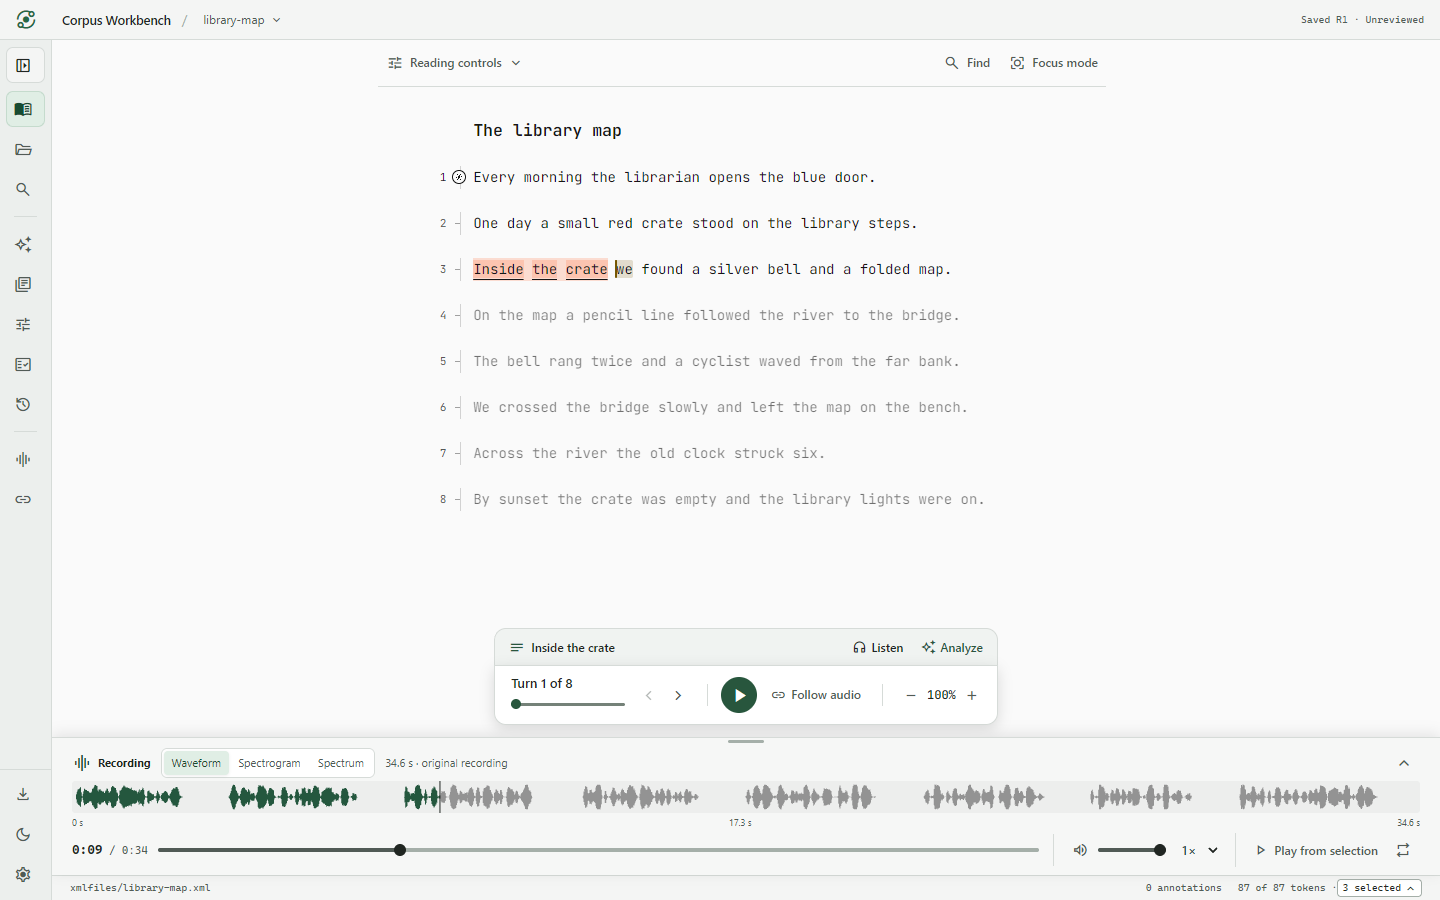 Corpus Workbench / library-map
Saved R1 · Unreviewed
Reading controls
Find
Focus mode
The library map
1 Every morning the librarian opens the blue door.
2 One day a small red crate stood on the library steps.
3 Inside the crate we found a silver bell and a folded map.
4 On the map a pencil line followed the river to the bridge.
5 The bell rang twice and a cyclist waved from the far bank.
6 We crossed the bridge slowly and left the map on the bench.
7 Across the river the old clock struck six.
8 By sunset the crate was empty and the library lights were on.
Inside the crate
Listen
Analyze
Turn 1 of 8
Follow audio
− 100% +
Recording
Waveform
Spectrogram
Spectrum
34.6 s · original recording
0 s
17.3 s
34.6 s
0:09 / 0:34
1×
Play from selection
xmlfiles/library-map.xml
0 annotations
87 of 87 tokens ·
3 selected